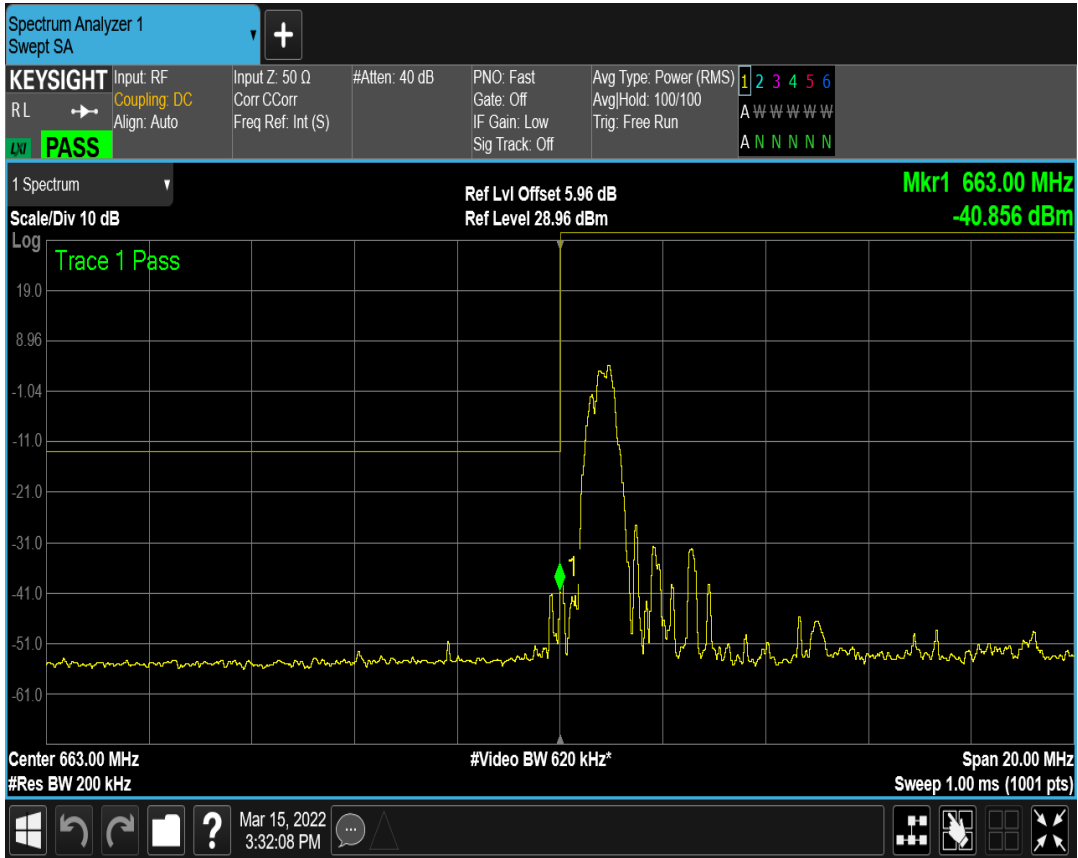 Spectrum Analyzer 1
Swept SA
+
KEYSIGHT
RL
LXI PASS
Input: RF
Coupling: DC
Align: Auto
Input Z: 50 Ω
Corr CCorr
Freq Ref: Int (S)
#Atten: 40 dB
PNO: Fast
Gate: Off
IF Gain: Low
Sig Track: Off
Avg Type: Power (RMS)
Avg|Hold: 100/100
Trig: Free Run
1 2 3 4 5 6
A W W W W W
A N N N N N
1 Spectrum
Scale/Div 10 dB
Ref Lvl Offset 5.96 dB
Ref Level 28.96 dBm
Mkr1 663.00 MHz
-40.856 dBm
Log
Trace 1 Pass
19.0
8.96
-1.04
-11.0
-21.0
-31.0
-41.0
-51.0
-61.0
1
Center 663.00 MHz
#Res BW 200 kHz
#Video BW 620 kHz*
Span 20.00 MHz
Sweep 1.00 ms (1001 pts)
?
Mar 15, 2022
3:32:08 PM